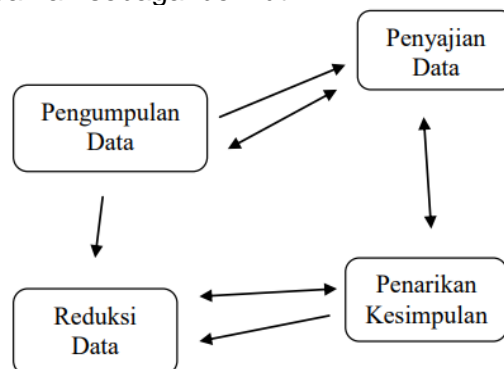 Penyajian
Data
Pengumpulan
Data
Reduksi
Data
Penarikan
Kesimpulan